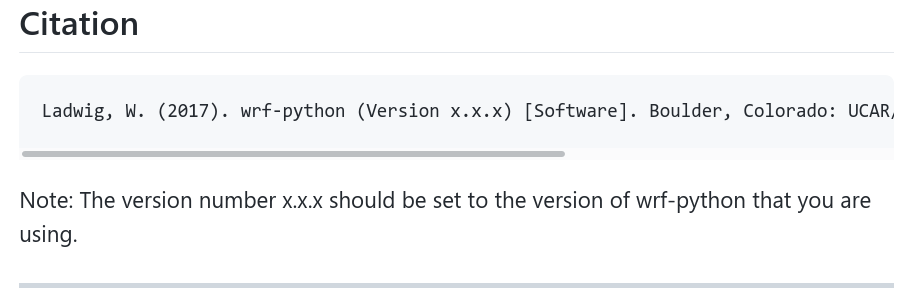 Citation
Ladwig, W. (2017). wrf-python (Version x.x.x) [Software]. Boulder, Colorado: UCAR/
Note: The version number x.x.x should be set to the version of wrf-python that you are
using.